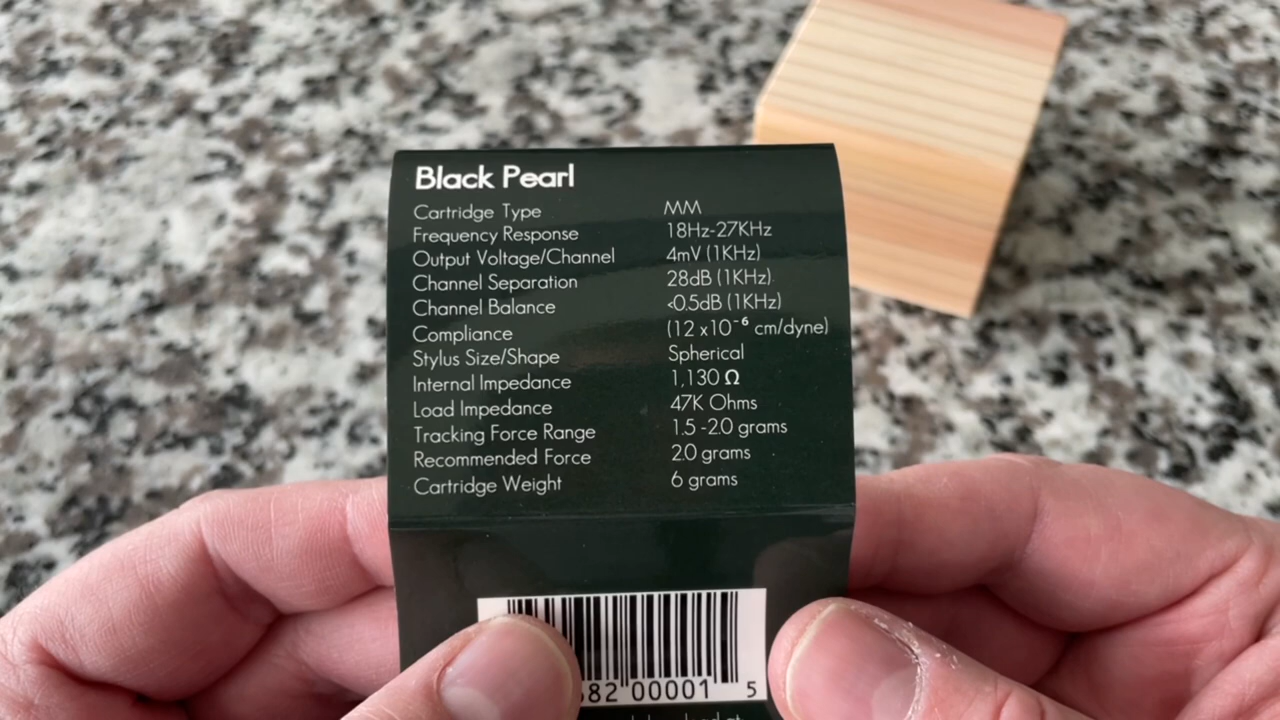 Black Pearl
Cartridge Type MM
Frequency Response 18Hz-27KHz
Output Voltage/Channel 4mV (1KHz)
Channel Separation 28dB (1KHz)
Channel Balance <0.5dB (1KHz)
Compliance (12 x10⁻⁶ cm/dyne)
Stylus Size/Shape Spherical
Internal Impedance 1,130 Ω
Load Impedance 47K Ohms
Tracking Force Range 1.5 -2.0 grams
Recommended Force 2.0 grams
Cartridge Weight 6 grams
82 00001 5